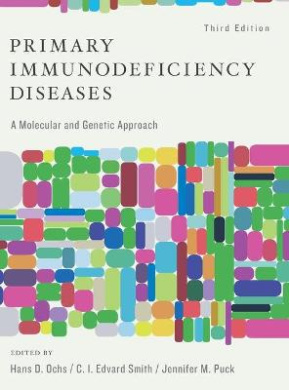 Third Edition
PRIMARY
IMMUNODEFICIENCY
DISEASES
A Molecular and Genetic Approach
EDITED BY
Hans D. Ochs / C. I. Edvard Smith / Jennifer M. Puck